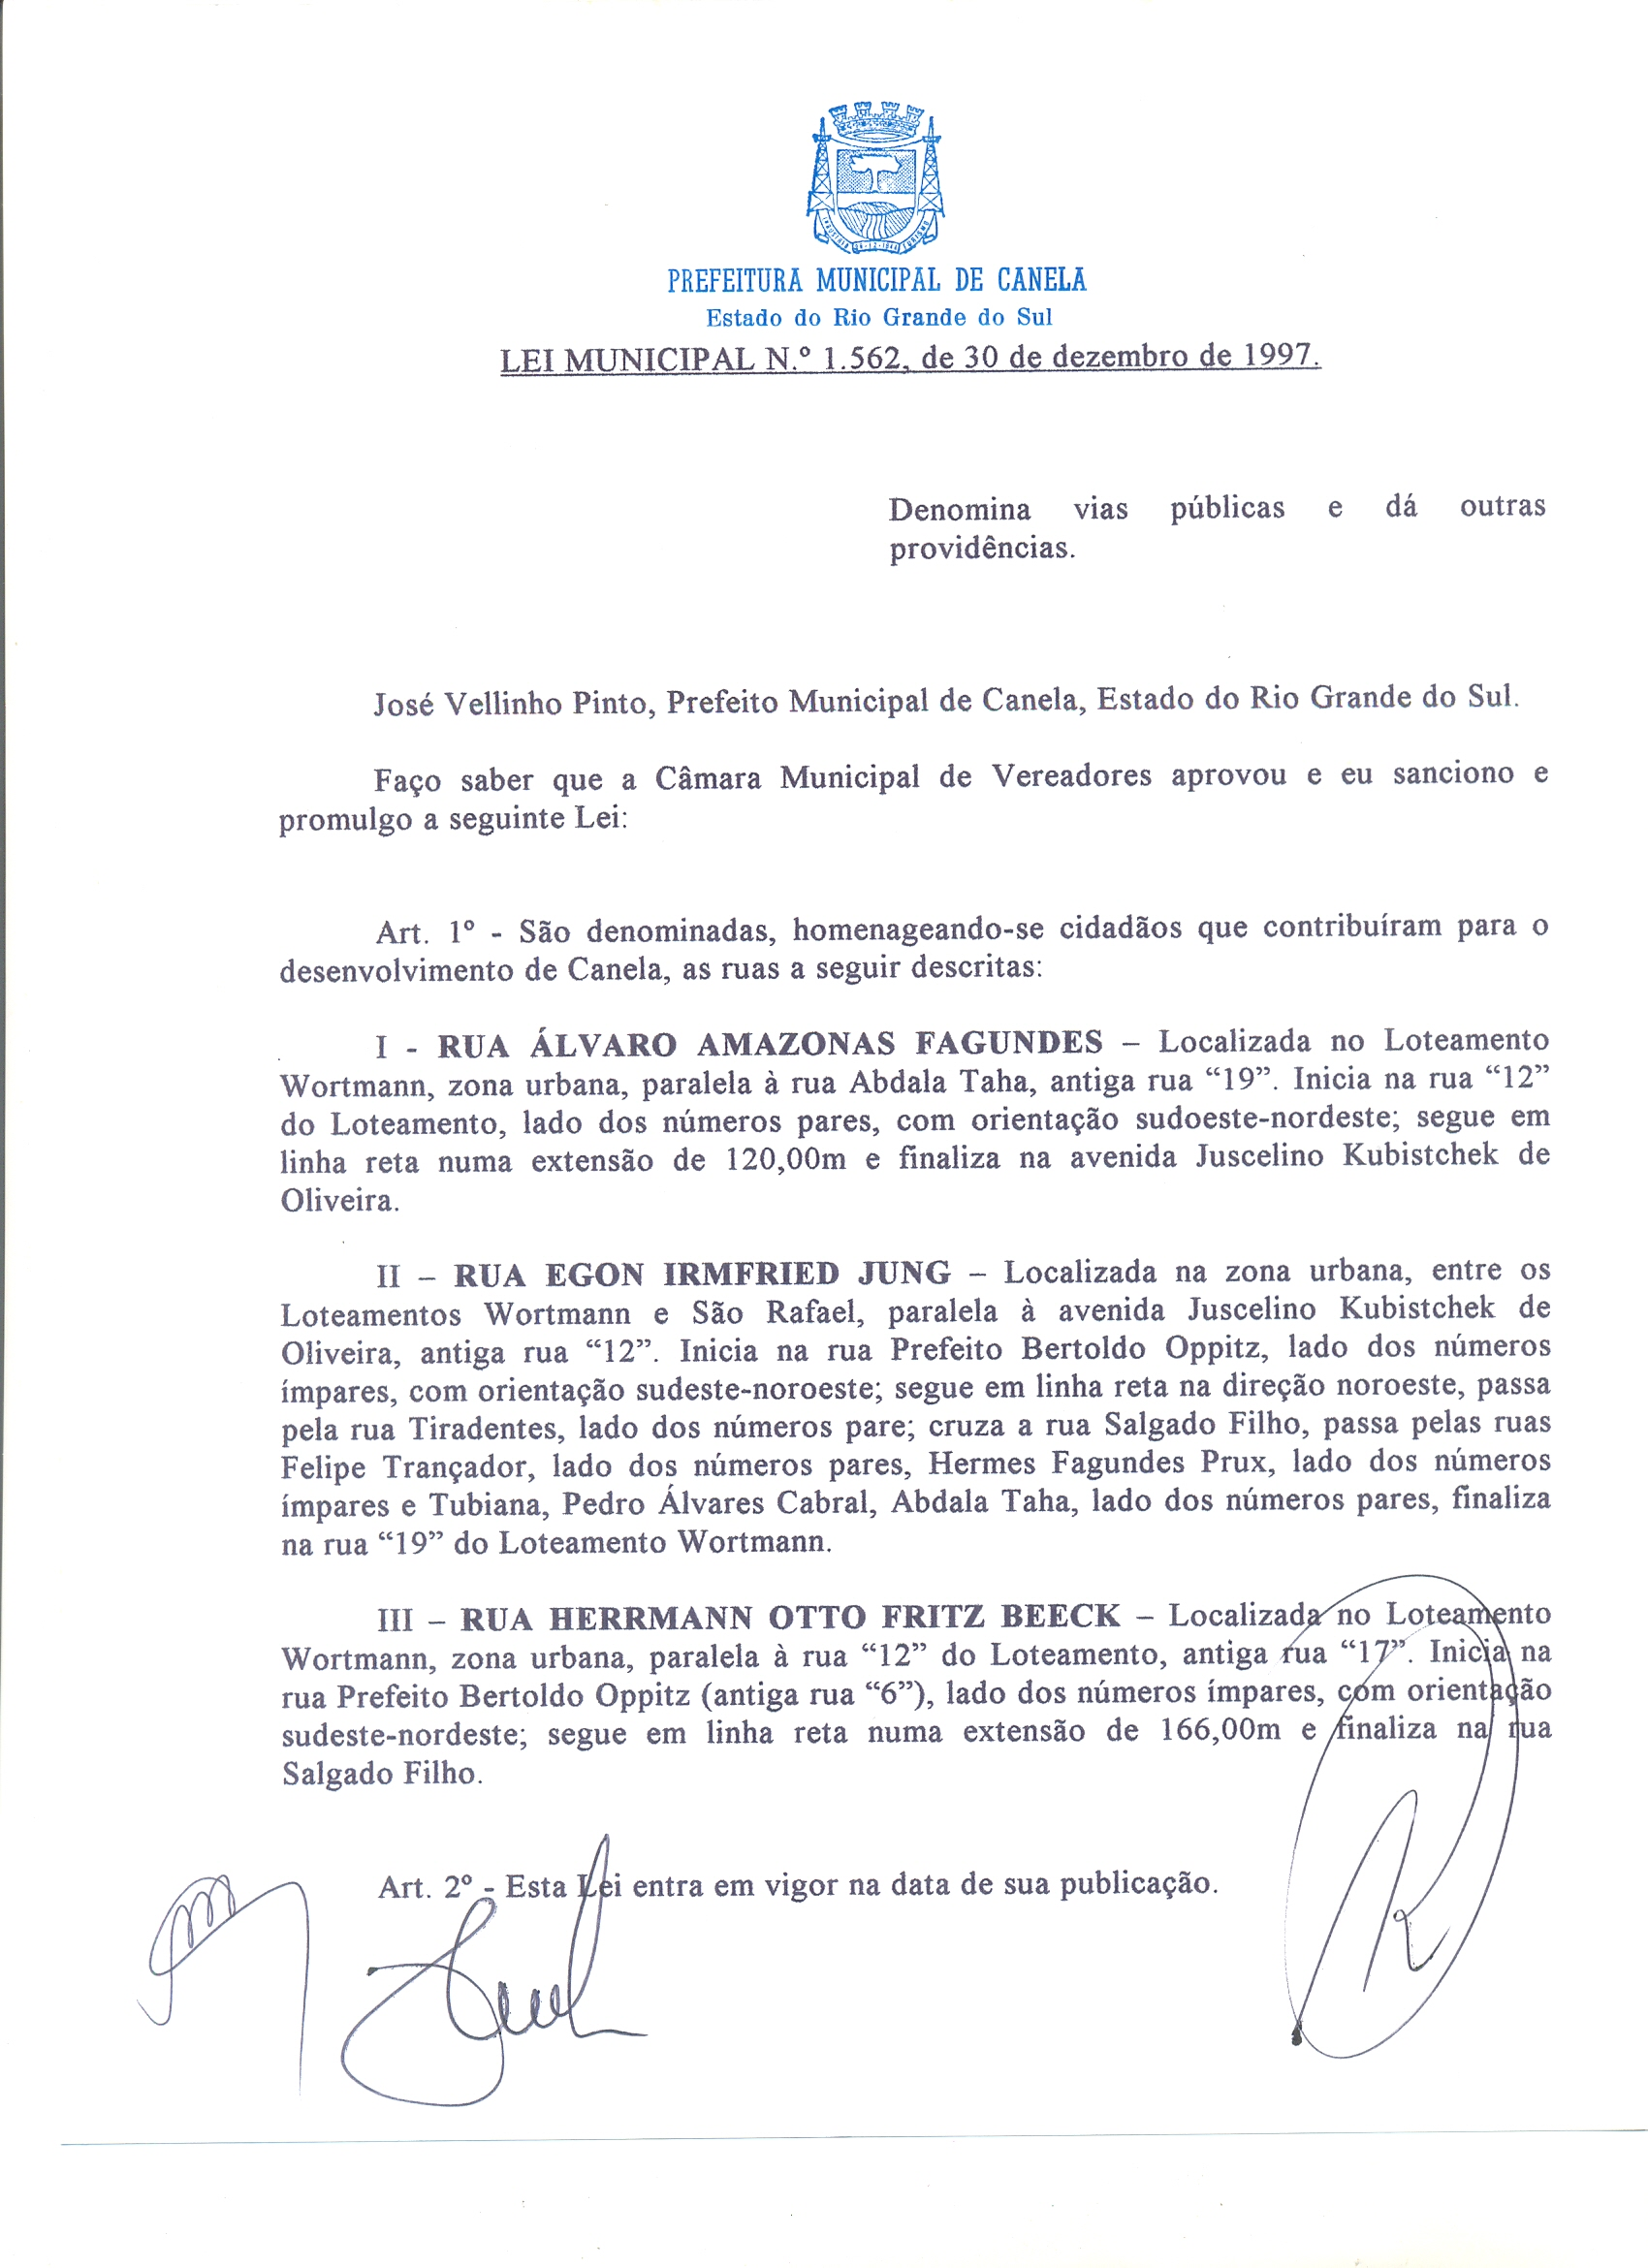 PREFEITURA MUNICIPAL DE CANELA
Estado do Rio Grande do Sul
LEI MUNICIPAL N.º 1.562, de 30 de dezembro de 1997.
Denomina vias públicas e dá outras
providências.
José Vellinho Pinto, Prefeito Municipal de Canela, Estado do Rio Grande do Sul.
Faço saber que a Câmara Municipal de Vereadores aprovou e eu sanciono e
promulgo a seguinte Lei:
Art. 1º - São denominadas, homenageando-se cidadãos que contribuíram para o
desenvolvimento de Canela, as ruas a seguir descritas:
I - RUA ÁLVARO AMAZONAS FAGUNDES – Localizada no Loteamento
Wortmann, zona urbana, paralela à rua Abdala Taha, antiga rua “19”. Inicia na rua “12”
do Loteamento, lado dos números pares, com orientação sudoeste-nordeste; segue em
linha reta numa extensão de 120,00m e finaliza na avenida Juscelino Kubistchek de
Oliveira.
II – RUA EGON IRMFRIED JUNG – Localizada na zona urbana, entre os
Loteamentos Wortmann e São Rafael, paralela à avenida Juscelino Kubistchek de
Oliveira, antiga rua “12”. Inicia na rua Prefeito Bertoldo Oppitz, lado dos números
ímpares, com orientação sudeste-noroeste; segue em linha reta na direção noroeste, passa
pela rua Tiradentes, lado dos números pare; cruza a rua Salgado Filho, passa pelas ruas
Felipe Trançador, lado dos números pares, Hermes Fagundes Prux, lado dos números
ímpares e Tubiana, Pedro Álvares Cabral, Abdala Taha, lado dos números pares, finaliza
na rua “19” do Loteamento Wortmann.
III – RUA HERRMANN OTTO FRITZ BEECK – Localizada no Loteamento
Wortmann, zona urbana, paralela à rua “12” do Loteamento, antiga rua “17”. Inicia na
rua Prefeito Bertoldo Oppitz (antiga rua “6”), lado dos números ímpares, com orientação
sudeste-nordeste; segue em linha reta numa extensão de 166,00m e finaliza na rua
Salgado Filho.
Art. 2º - Esta Lei entra em vigor na data de sua publicação.